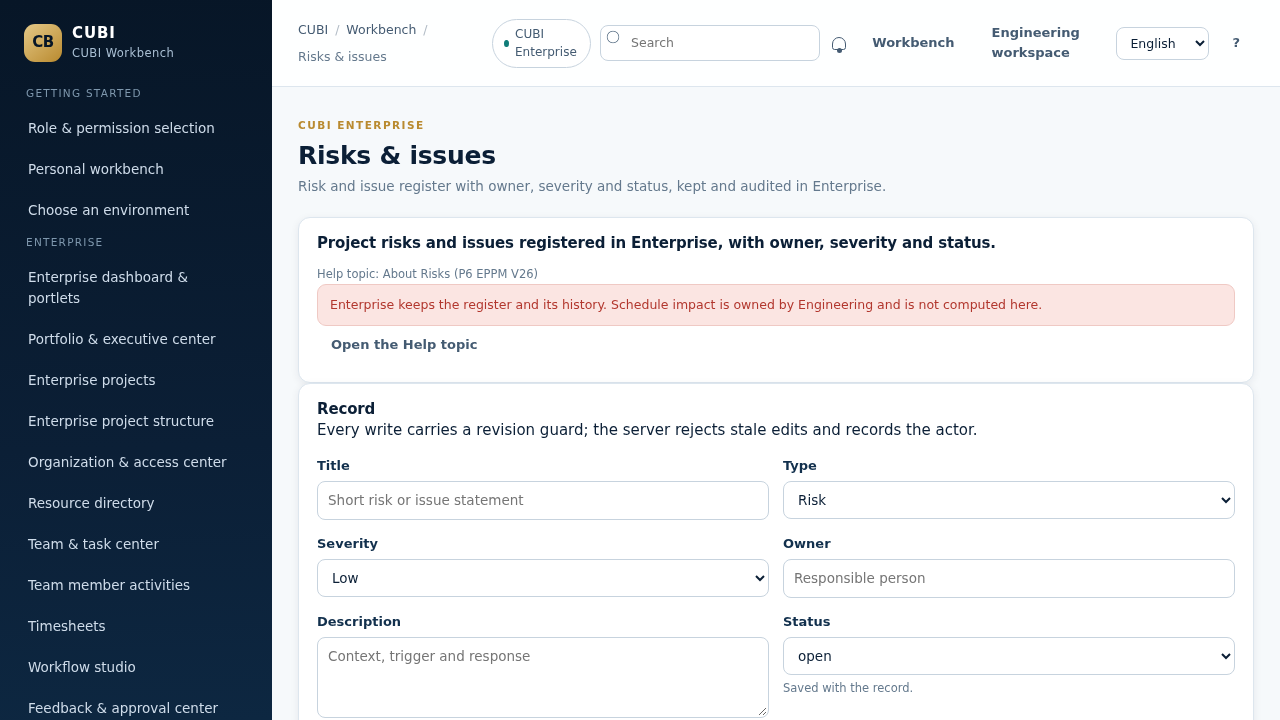 CB
CUBI
CUBI Workbench
GETTING STARTED
Role & permission selection
Personal workbench
Choose an environment
ENTERPRISE
Enterprise dashboard &
portlets
Portfolio & executive center
Enterprise projects
Enterprise project structure
Organization & access center
Resource directory
Team & task center
Team member activities
Timesheets
Workflow studio
Feedback & approval center
CUBI / Workbench /
Risks & issues
CUBI
Enterprise
Search
Workbench
Engineering
workspace
English
?
CUBI ENTERPRISE
Risks & issues
Risk and issue register with owner, severity and status, kept and audited in Enterprise.
Project risks and issues registered in Enterprise, with owner, severity and status.
Help topic: About Risks (P6 EPPM V26)
Enterprise keeps the register and its history. Schedule impact is owned by Engineering and is not computed here.
Open the Help topic
Record
Every write carries a revision guard; the server rejects stale edits and records the actor.
Title
Short risk or issue statement
Type
Risk
Severity
Low
Owner
Responsible person
Description
Context, trigger and response
Status
open
Saved with the record.